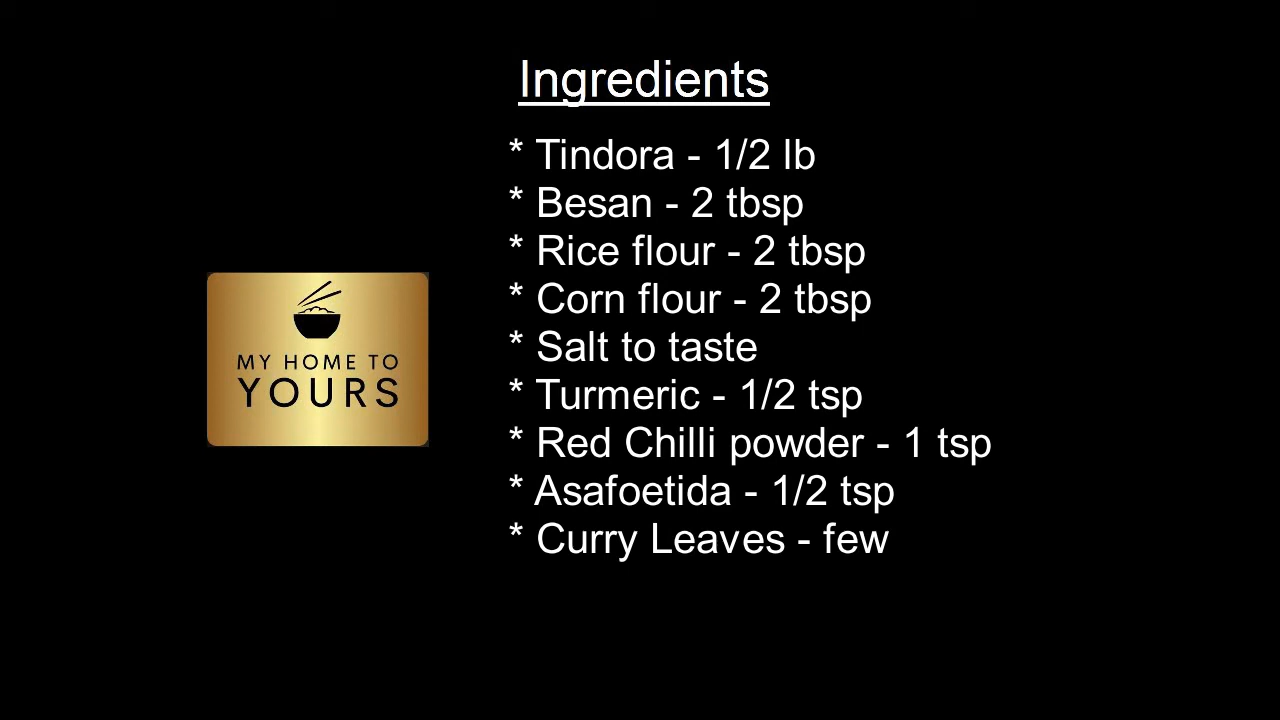 Ingredients
* Tindora - 1/2 lb
* Besan - 2 tbsp
* Rice flour - 2 tbsp
* Corn flour - 2 tbsp
* Salt to taste
* Turmeric - 1/2 tsp
* Red Chilli powder - 1 tsp
* Asafoetida - 1/2 tsp
* Curry Leaves - few
MY HOME TO
YOURS